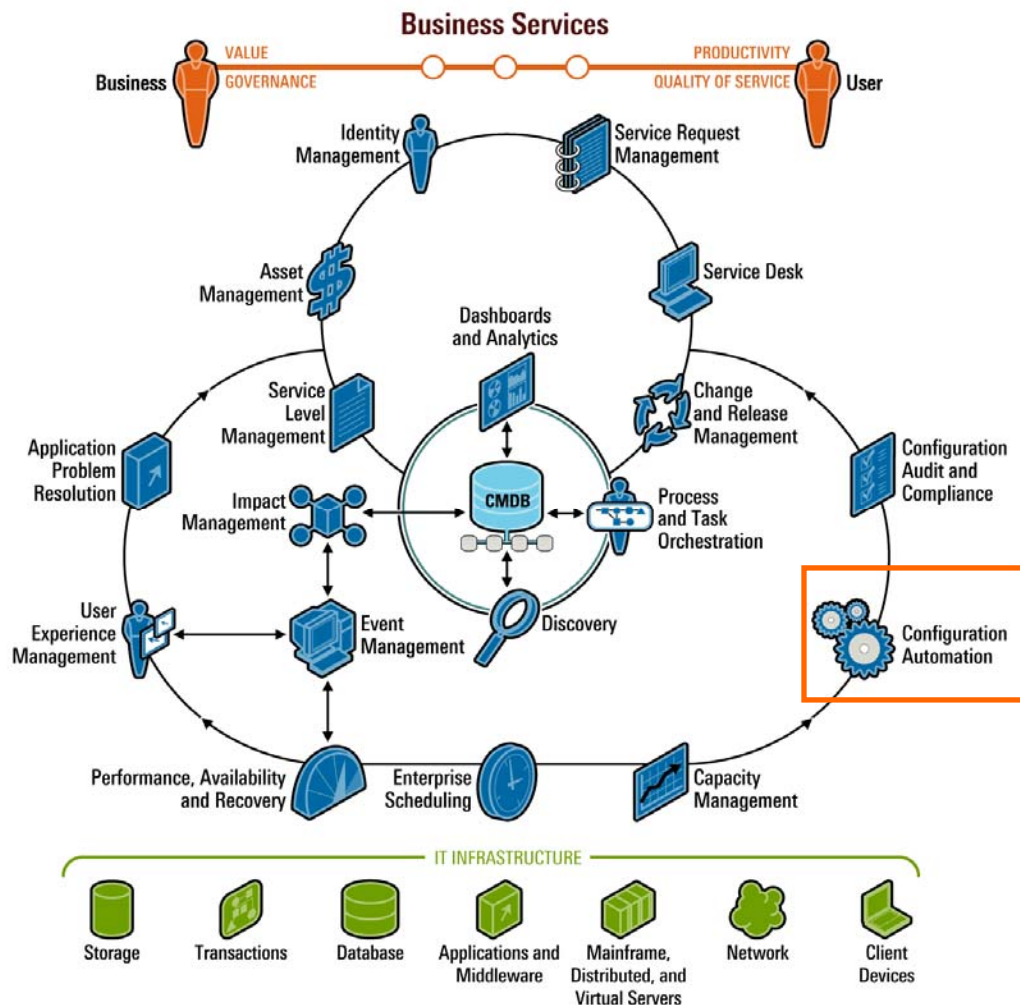 Business Services
VALUE
PRODUCTIVITY
Business
User
GOVERNANCE
QUALITY OF SERVICE
Identity
Management
Service Request
Management
Asset
Management
Service Desk
Dashboards
and Analytics
Service
Level
Management
Change
and Release
Management
Application
Problem
Resolution
Configuration
Audit and
Compliance
Impact
Management
CMDB
Process
and Task
Orchestration
User
Experience
Management
Event
Management
Discovery
Configuration
Automation
Performance, Availability
and Recovery
Enterprise
Scheduling
Capacity
Management
IT INFRASTRUCTURE
Storage
Transactions
Database
Applications and
Middleware
Mainframe,
Distributed, and
Virtual Servers
Network
Client
Devices